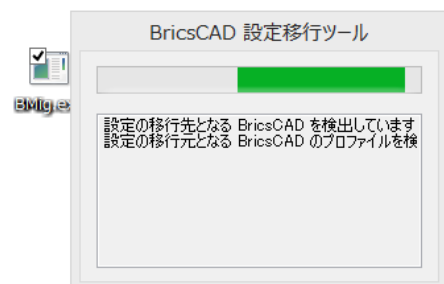 BricsCAD 設定移行ツール
BMig.ex
設定の移行先となる BricsCAD を検出しています
設定の移行元となる BricsCAD のプロファイルを検